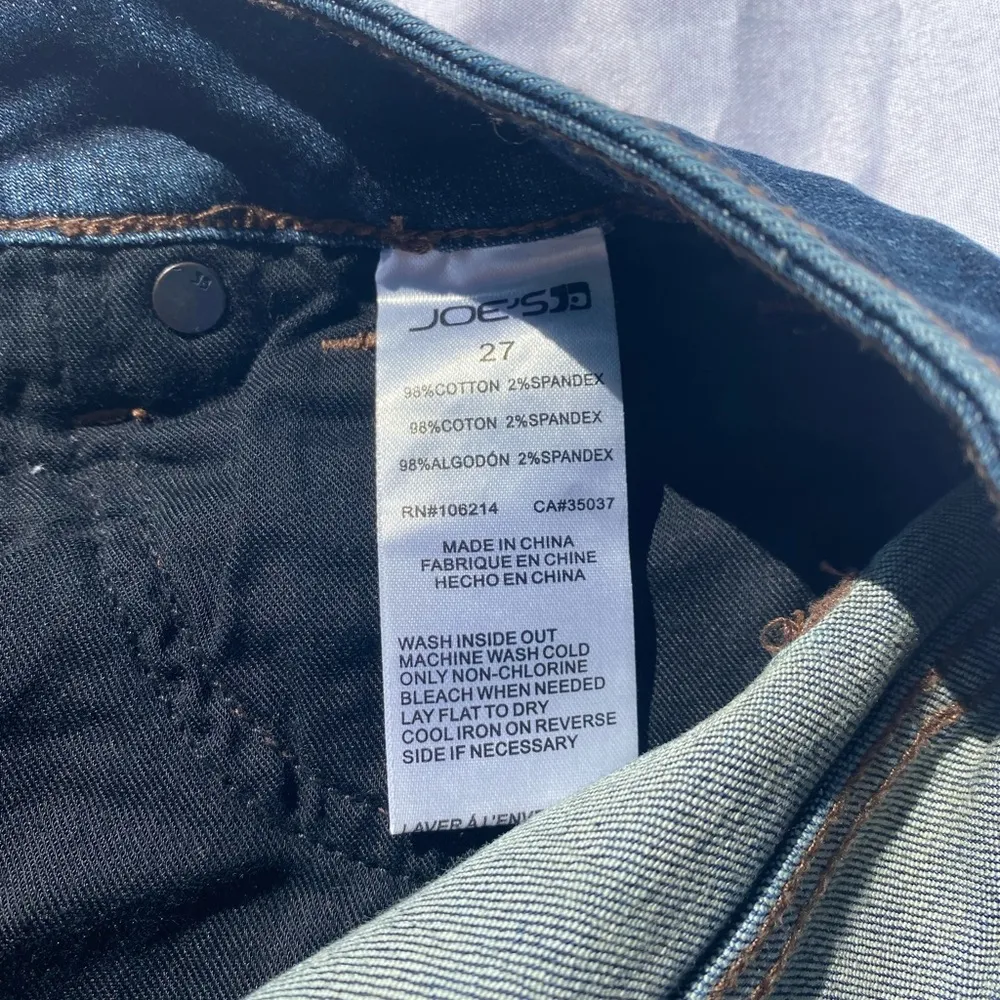 JOE'S
27
98%COTTON 2%SPANDEX
98%COTON 2%SPANDEX
98%ALGODÓN 2%SPANDEX
RN#106214 CA#35037
MADE IN CHINA
FABRIQUE EN CHINE
HECHO EN CHINA
WASH INSIDE OUT
MACHINE WASH COLD
ONLY NON-CHLORINE
BLEACH WHEN NEEDED
LAY FLAT TO DRY
COOL IRON ON REVERSE
SIDE IF NECESSARY
LAVER Á L'ENV